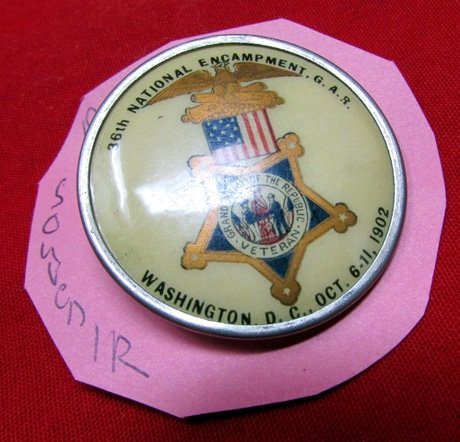 36th NATIONAL ENCAMPMENT, G.A.R.
GRAND ARMY OF THE REPUBLIC
VETERAN
WASHINGTON, D.C., OCT. 6-11, 1902
SOUVENIR